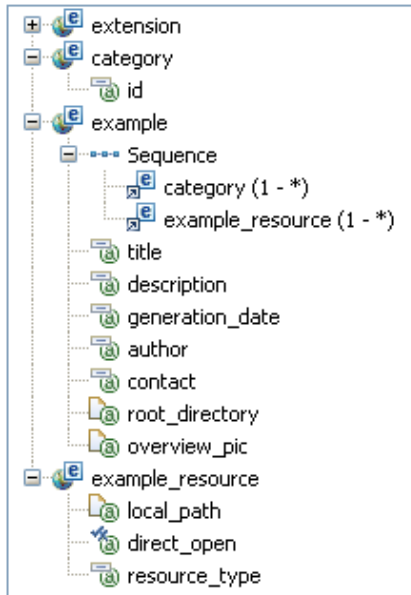 extension
category
id
example
Sequence
category (1 - *)
example_resource (1 - *)
title
description
generation_date
author
contact
root_directory
overview_pic
example_resource
local_path
direct_open
resource_type